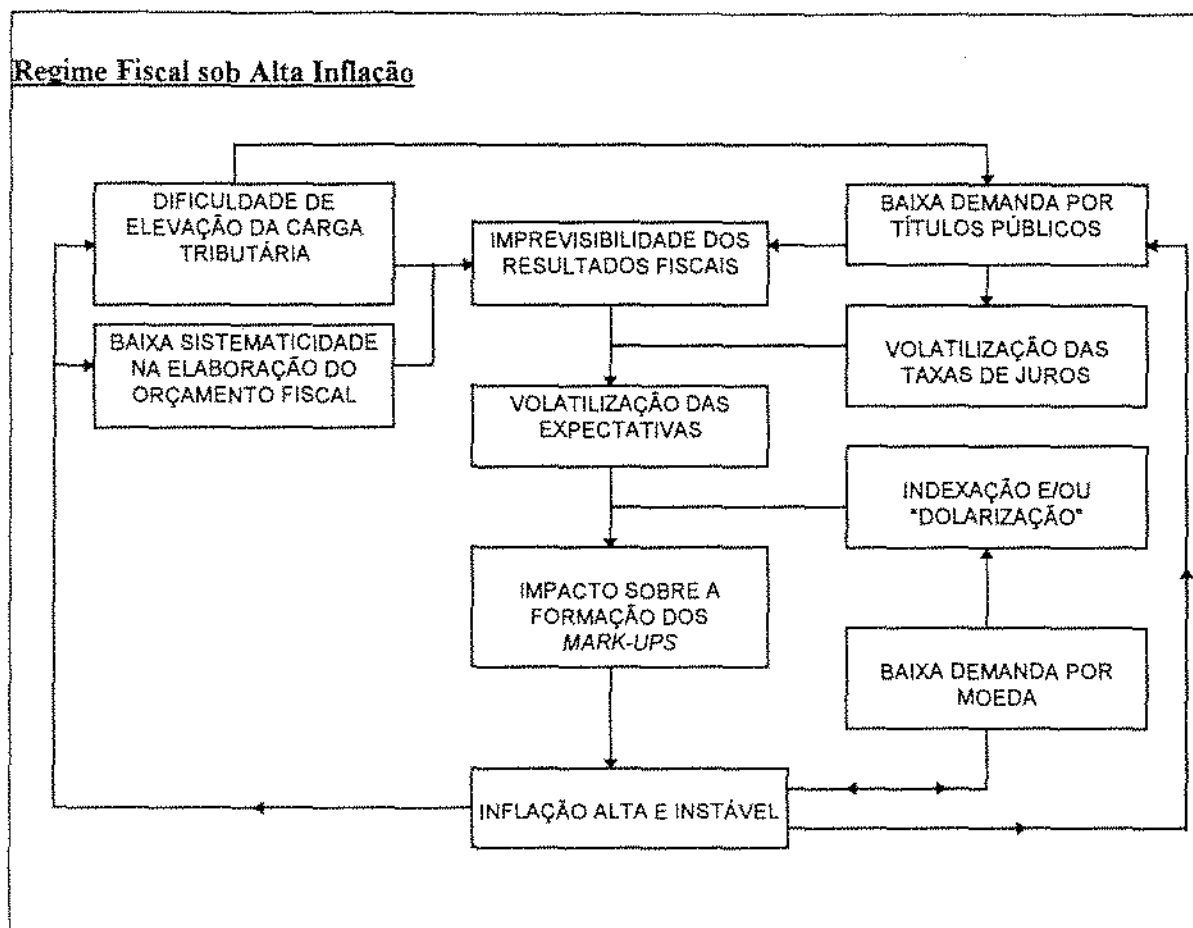 Regime Fiscal sob Alta Inflação
DIFICULDADE DE
ELEVAÇÃO DA CARGA
TRIBUTÁRIA
BAIXA SISTEMATICIDADE
NA ELABORAÇÃO DO
ORÇAMENTO FISCAL
IMPREVISIBILIDADE DOS
RESULTADOS FISCAIS
BAIXA DEMANDA POR
TÍTULOS PÚBLICOS
VOLATILIZAÇÃO DAS
TAXAS DE JUROS
VOLATILIZAÇÃO DAS
EXPECTATIVAS
INDEXAÇÃO E/OU
"DOLARIZAÇÃO"
IMPACTO SOBRE A
FORMAÇÃO DOS
MARK-UPS
BAIXA DEMANDA POR
MOEDA
INFLAÇÃO ALTA E INSTÁVEL